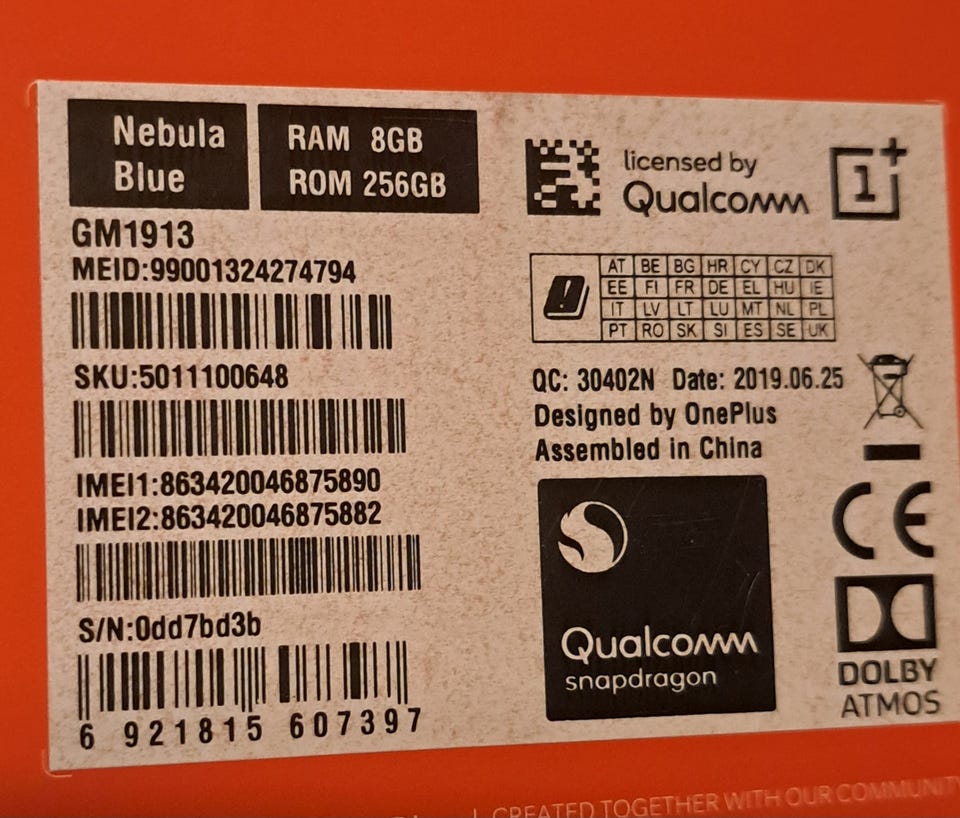 Nebula
Blue
RAM 8GB
ROM 256GB
GM1913
MEID:99001324274794
SKU:5011100648
IMEI1:863420046875890
IMEI2:863420046875882
S/N:0dd7bd3b
6 921815 607397
licensed by
Qualcomm
1+
AT BE BG HR CY CZ DK
EE FI FR DE EL HU IE
IT LV LT LU MT NL PL
PT RO SK SI ES SE UK
QC: 30402N Date: 2019.06.25
Designed by OnePlus
Assembled in China
Qualcomm
snapdragon
CE
DOLBY
ATMOS
CREATED TOGETHER WITH OUR COMMUNITY